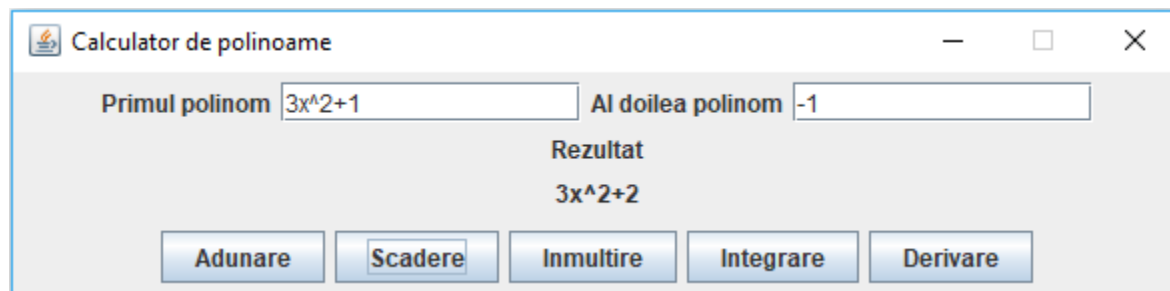 Calculator de polinoame
Primul polinom 3x^2+1 Al doilea polinom -1
Rezultat
3x^2+2
Adunare Scadere Inmultire Integrare Derivare